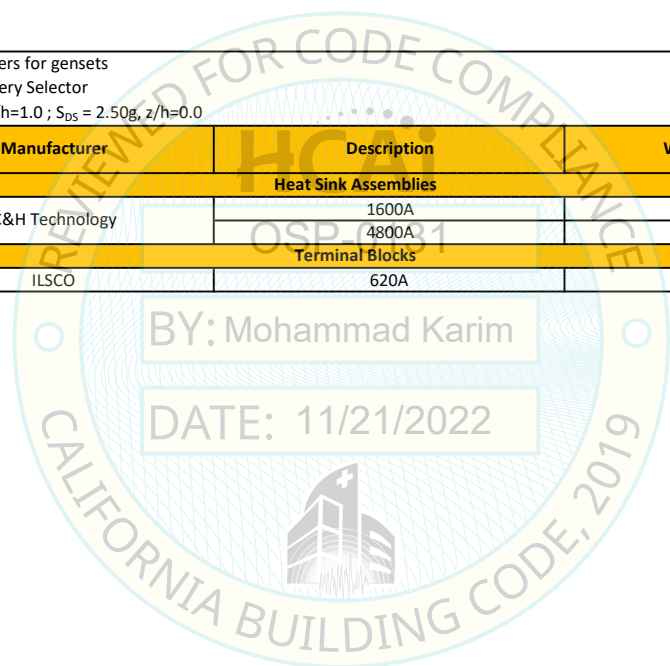 ers for gensets
ery Selector
/h=1.0 ; S_DS = 2.50g, z/h=0.0
Manufacturer Description
Heat Sink Assemblies
C&H Technology 1600A
4800A
Terminal Blocks
ILSCO 620A
REVIEWED FOR CODE COMPLIANCE
HCAi
OSP-0131
BY: Mohammad Karim
DATE: 11/21/2022
CALIFORNIA BUILDING CODE, 2019